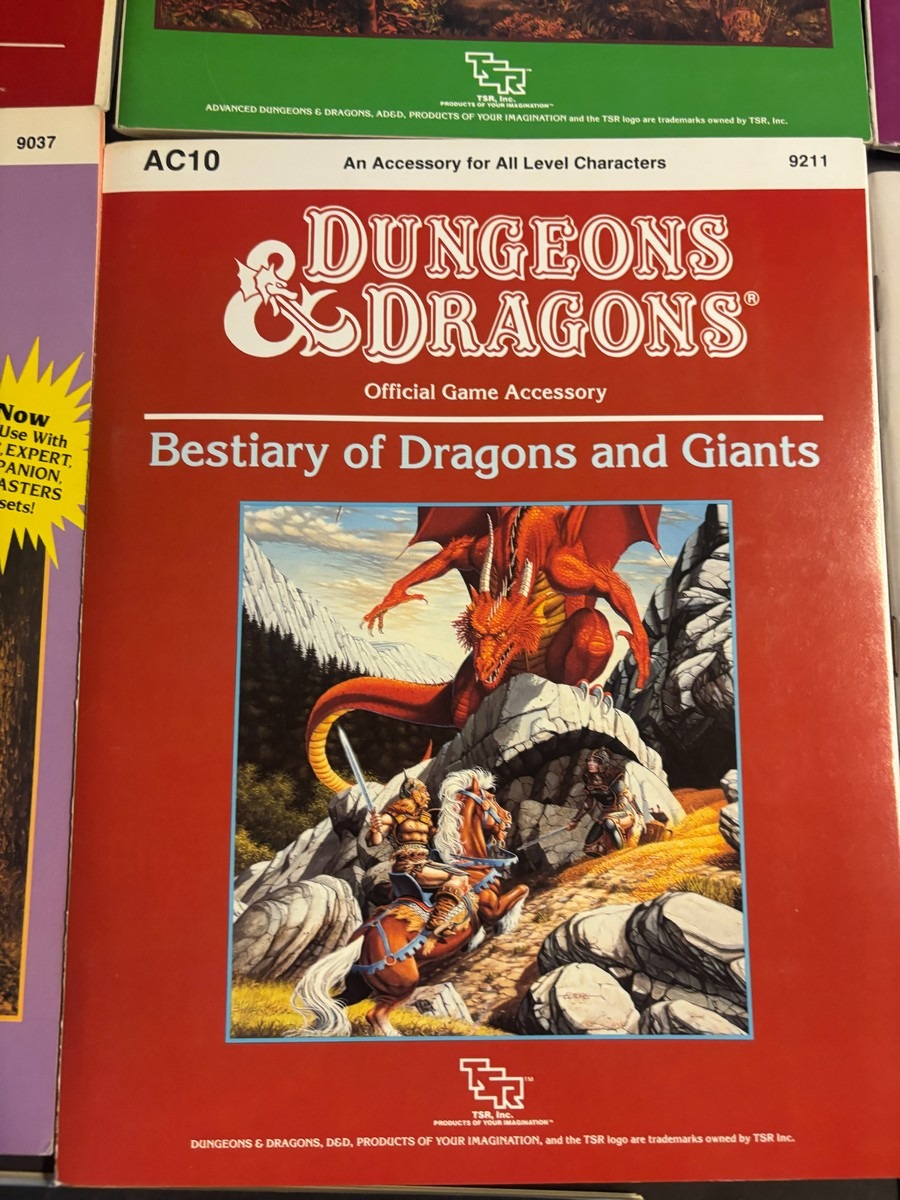 TSR
TSR, Inc.
PRODUCTS OF YOUR IMAGINATION™
ADVANCED DUNGEONS & DRAGONS, AD&D, PRODUCTS OF YOUR IMAGINATION and the TSR logo are trademarks owned by TSR, Inc.
9037
AC10
An Accessory for All Level Characters
9211
DUNGEONS
& DRAGONS®
Official Game Accessory
Bestiary of Dragons and Giants
Now
Use With
, EXPERT,
PANION,
ASTERS
sets!
TSR™
TSR, Inc.
PRODUCTS OF YOUR IMAGINATION™
DUNGEONS & DRAGONS, D&D, PRODUCTS OF YOUR IMAGINATION, and the TSR logo are trademarks owned by TSR Inc.